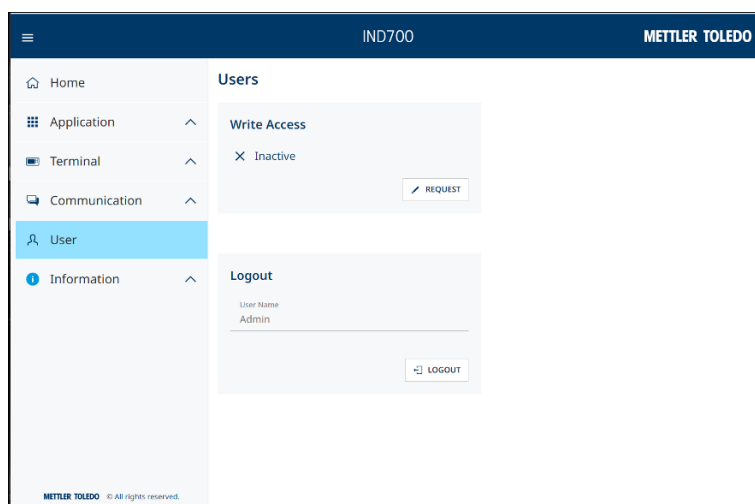 IND700
METTLER TOLEDO
Home
Application
Terminal
Communication
User
Information
METTLER TOLEDO © All rights reserved.
Users
Write Access
Inactive
REQUEST
Logout
User Name
Admin
LOGOUT